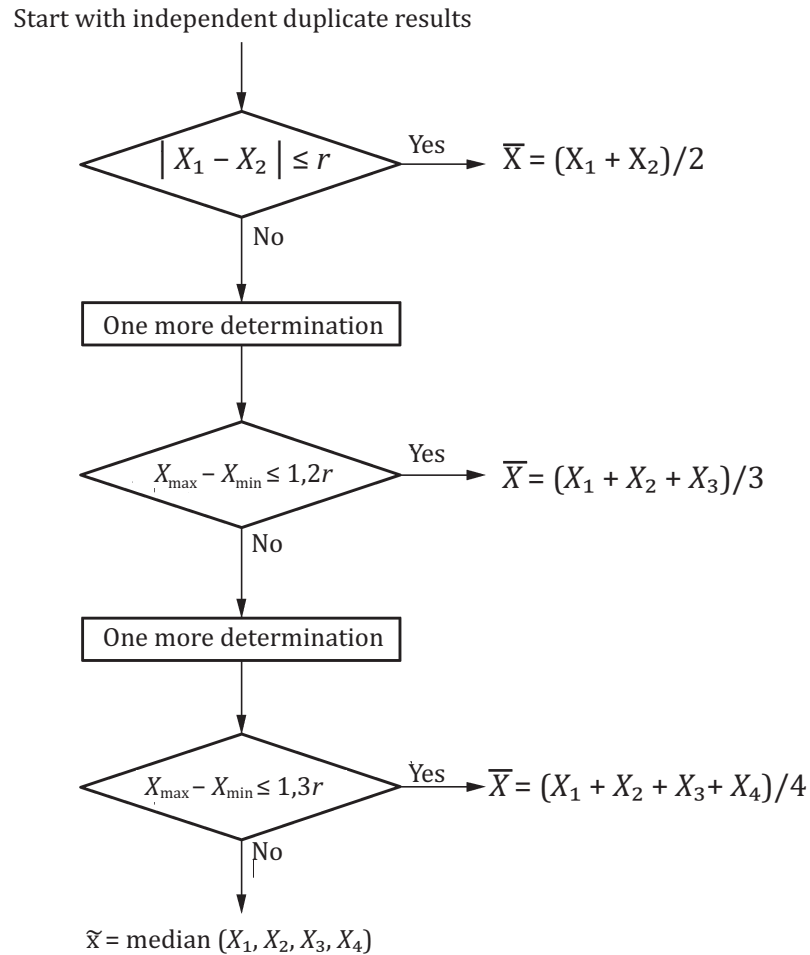 Start with independent duplicate results
| X₁ – X₂ | ≤ r
Yes
X̅ = (X₁ + X₂)/2
No
One more determination
Xmax – Xmin ≤ 1,2r
Yes
X̅ = (X₁ + X₂ + X₃)/3
No
One more determination
Xmax – Xmin ≤ 1,3r
Yes
X̅ = (X₁ + X₂ + X₃+ X₄)/4
No
x̃ = median (X₁, X₂, X₃, X₄)